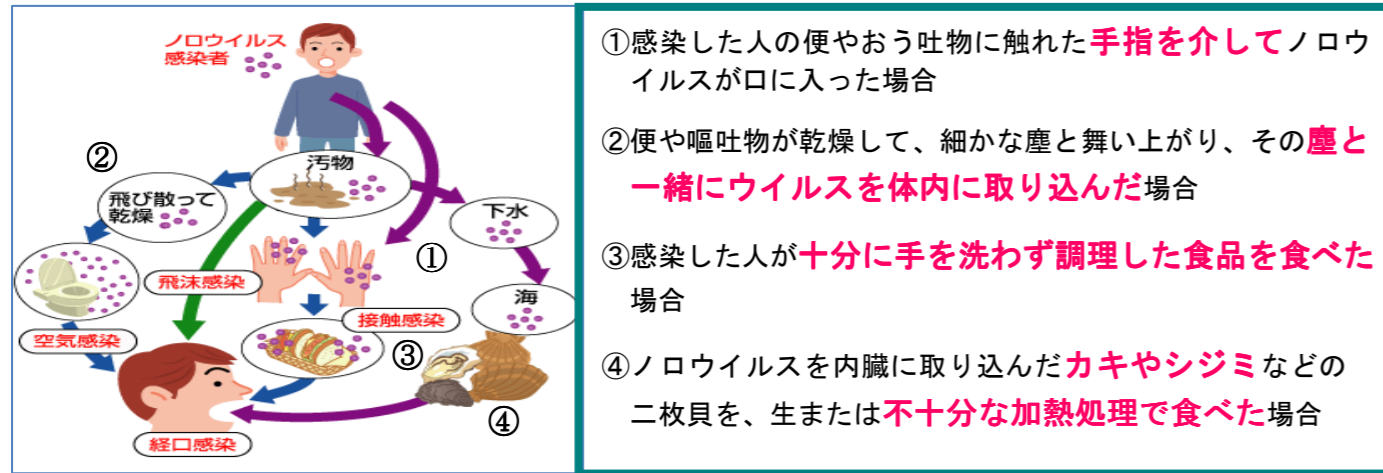 ノロウイルス
感染者
②
汚物
飛び散って
乾燥
下水
①
飛沫感染
海
接触感染
空気感染
③
④
経口感染
①感染した人の便やおう吐物に触れた手指を介してノロウ
イルスが口に入った場合
②便や嘔吐物が乾燥して、細かな塵と舞い上がり、その塵と
一緒にウイルスを体内に取り込んだ場合
③感染した人が十分に手を洗わず調理した食品を食べた
場合
④ノロウイルスを内臓に取り込んだカキやシジミなどの
二枚貝を、生または不十分な加熱処理で食べた場合